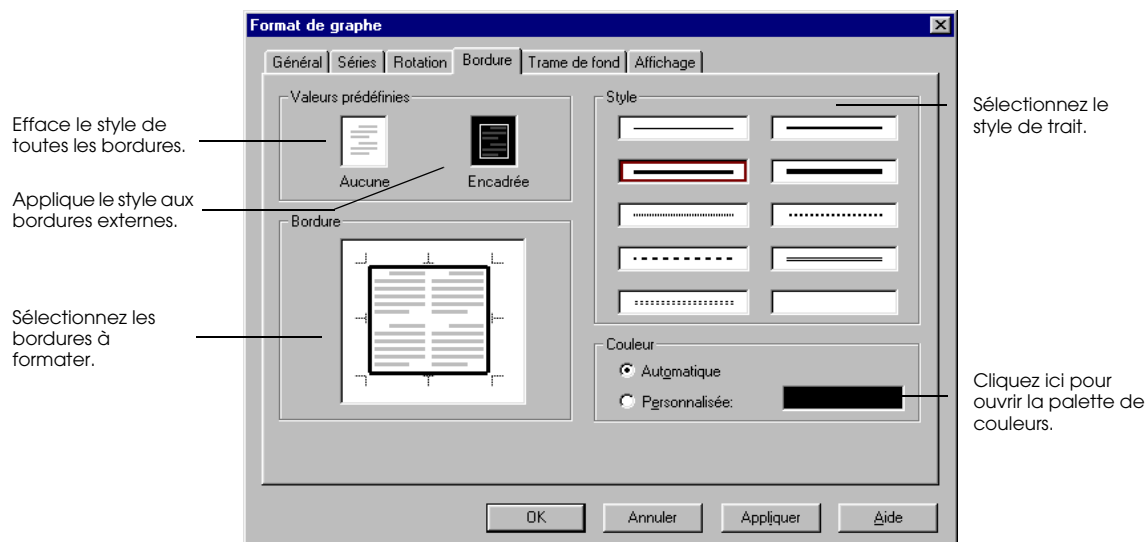 Format de graphe
Général Séries Rotation Bordure Trame de fond Affichage
Valeurs prédéfinies
Aucune
Encadrée
Bordure
Style
Couleur
Automatique
Personnalisée:
OK
Annuler
Appliquer
Aide
Efface le style de
toutes les bordures.
Applique le style aux
bordures externes.
Sélectionnez les
bordures à
formater.
Sélectionnez le
style de trait.
Cliquez ici pour
ouvrir la palette de
couleurs.